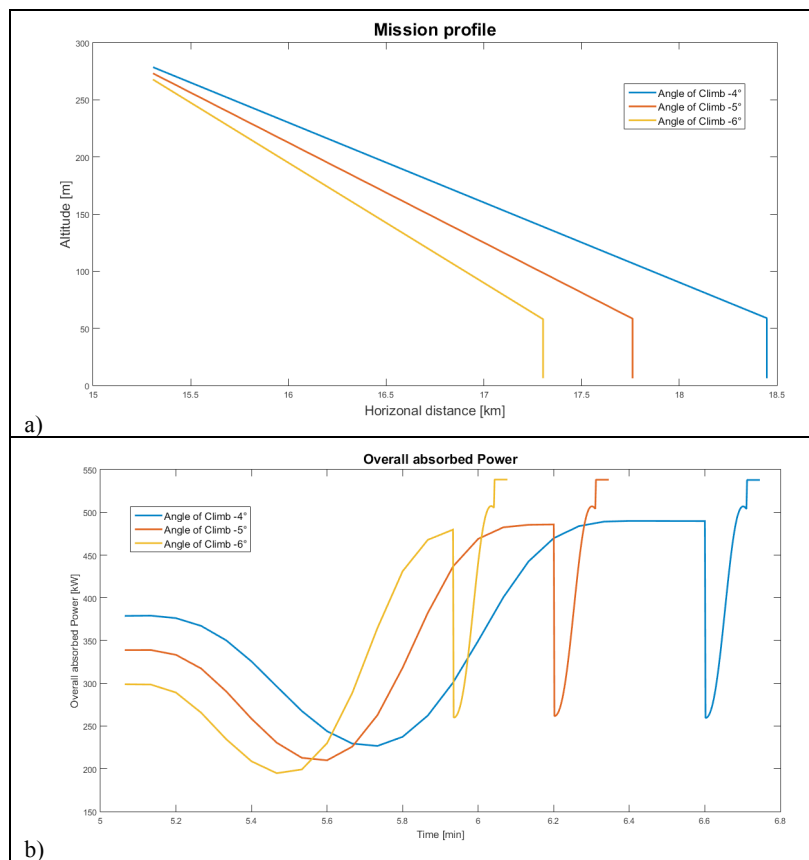 Mission profile
300
250
200
150
100
50
0
Altitude [m]
Angle of Climb -4°
Angle of Climb -5°
Angle of Climb -6°
15 15.5 16 16.5 17 17.5 18 18.5
Horizonal distance [km]
a)
Overall absorbed Power
550
500
450
400
350
300
250
200
150
Overall absorbed Power [kW]
Angle of Climb -4°
Angle of Climb -5°
Angle of Climb -6°
5 5.2 5.4 5.6 5.8 6 6.2 6.4 6.6 6.8
Time [min]
b)